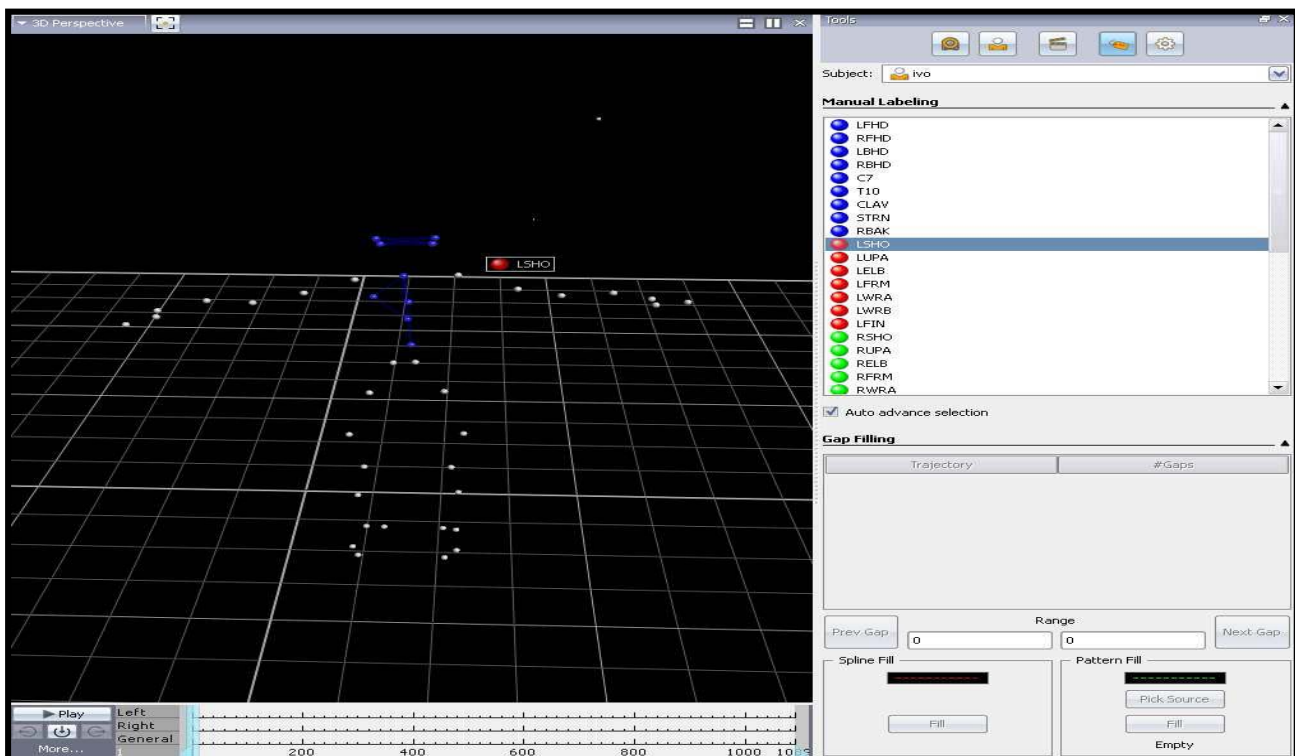 3D Perspective
LSHO
Play
Left
Right
General
More...
1
200
400
600
800
1000
Tools
Subject: ivo
Manual Labeling
LFHD
RFHD
LBHD
RBHD
C7
T10
CLAV
STRN
RBAK
LSHO
LUPA
LELB
LFRM
LWRA
LWRB
LFIN
RSHO
RUPA
RELB
RFRM
RWRA
Auto advance selection
Gap Filling
Trajectory #Gaps
Range
Prev Gap 0 0 Next Gap
Spline Fill Pattern Fill
Pick Source
Fill Fill
Empty